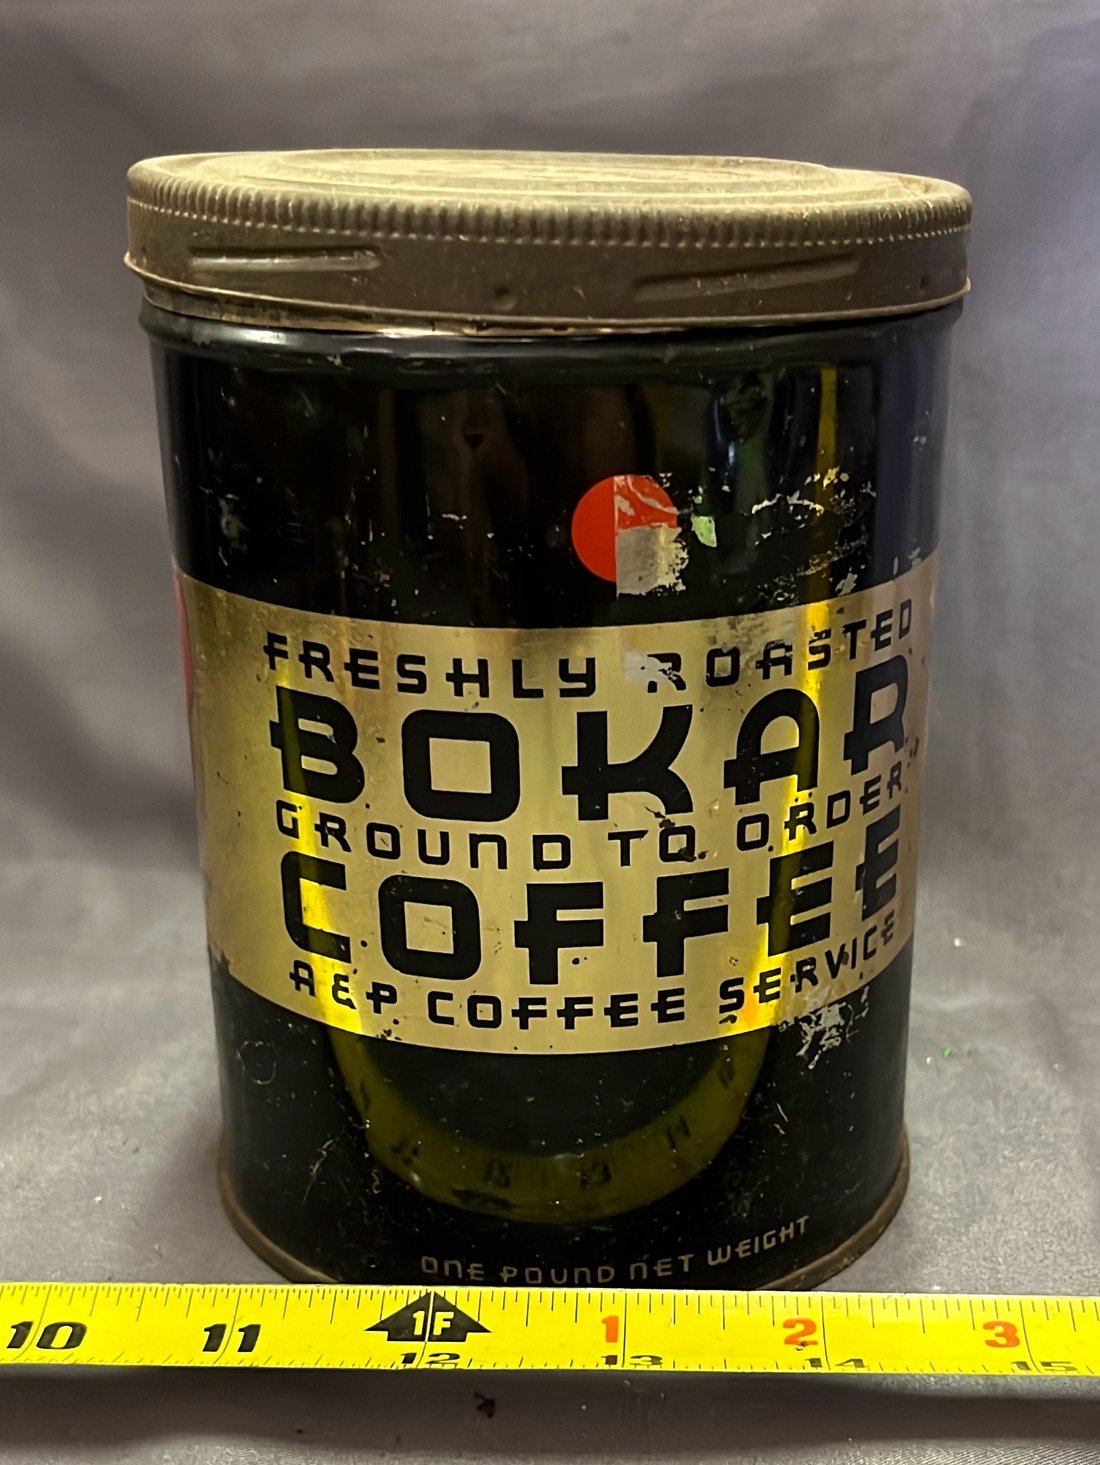 FRESHLY ROASTED
BOKAR
GROUND TO ORDER
COFFEE
A&P COFFEE SERVICE
ONE POUND NET WEIGHT
10 11 1F 1 2 3
12 13 14 15